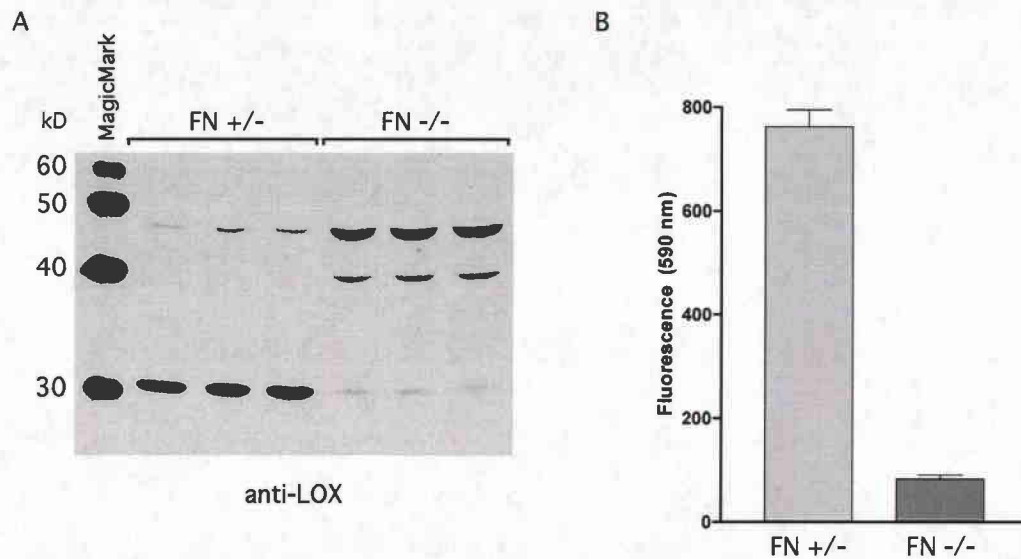 A
kD
MagicMark
FN +/-
FN -/-
60
50
40
30
anti-LOX
B
Fluorescence (590 nm)
800
600
400
200
0
FN +/-
FN -/-